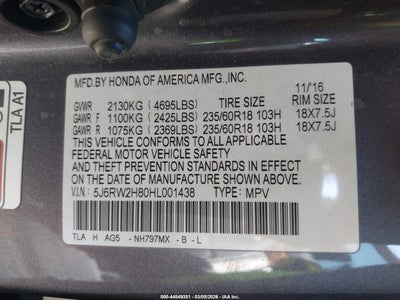 TLA A1
MFD.BY HONDA OF AMERICA MFG.,INC.
11/16
GVWR 2130KG (4695LBS) TIRE SIZE RIM SIZE
GAWR F 1100KG (2425LBS) 235/60R18 103H 18X7.5J
GAWR R 1075KG (2369LBS) 235/60R18 103H 18X7.5J
THIS VEHICLE CONFORMS TO ALL APPLICABLE
FEDERAL MOTOR VEHICLE SAFETY
AND THEFT PREVENTION STANDARDS IN EFFECT
ON THE DATE OF MANUFACTURE SHOWN ABOVE.
V.I.N.: 5J6RW2H80HL001438 TYPE: MPV
TLA H AG5 - NH797MX - B - L
© IAA - 44549381 - 03/05/2026 - IAAI.COM